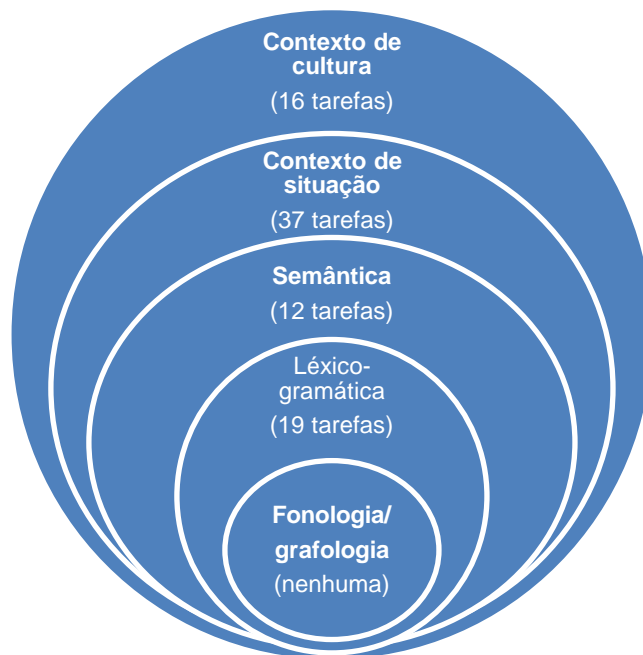 Contexto de
cultura
(16 tarefas)
Contexto de
situação
(37 tarefas)
Semântica
(12 tarefas)
Léxico-
gramática
(19 tarefas)
Fonologia/
grafologia
(nenhuma)